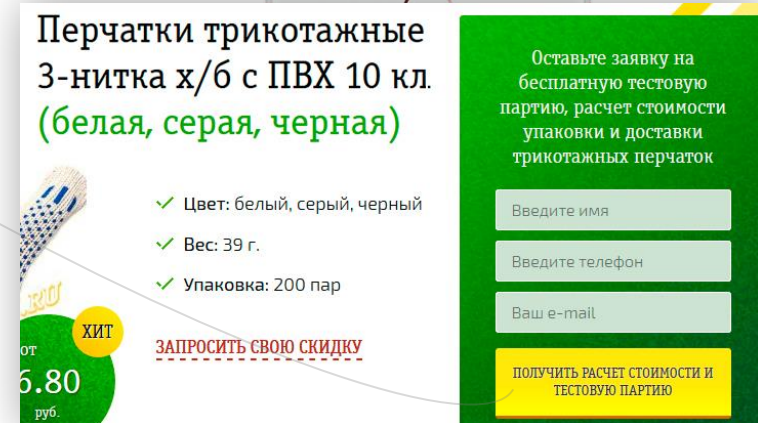 Перчатки трикотажные
3-нитка х/б с ПВХ 10 кл.
(белая, серая, черная)
Цвет: белый, серый, черный
Вес: 39 г.
Упаковка: 200 пар
.RU
ХИТ
от
6.80
руб.
ЗАПРОСИТЬ СВОЮ СКИДКУ
Оставьте заявку на
бесплатную тестовую
партию, расчет стоимости
упаковки и доставки
трикотажных перчаток
Введите имя
Введите телефон
Ваш e-mail
ПОЛУЧИТЬ РАСЧЕТ СТОИМОСТИ И
ТЕСТОВУЮ ПАРТИЮ